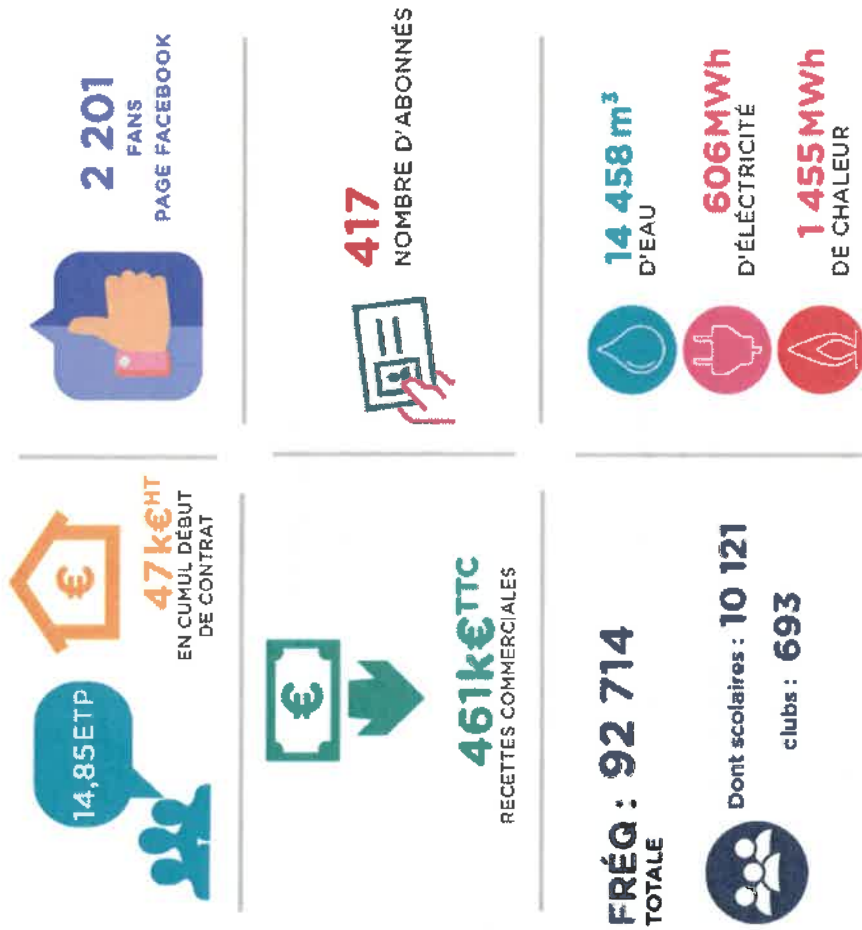 14,85ETP
47k€HT
EN CUMUL DÉBUT
DE CONTRAT
2 201
FANS
PAGE FACEBOOK
461k€TTC
RECETTES COMMERCIALES
417
NOMBRE D'ABONNÉS
FRÉQ : 92 714
TOTALE
Dont scolaires : 10 121
clubs : 693
14 458m³
D'EAU
606MWh
D'ÉLÉCTRICITÉ
1 455MWh
DE CHALEUR